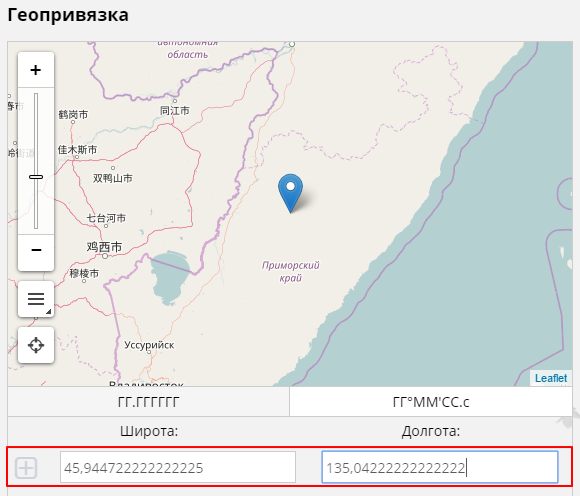 Геопривязка
автономная
область
鹤岗市
同江市
佳木斯市
双鸭山市
七台河市
鸡西市
穆棱市
Приморский
край
Уссурийск
Владивосток
+
−
Leaflet
ГГ.ГГГГГГ
ГГ°ММ'СС.с
Широта:
Долгота:
45,944722222222225
135,04222222222222